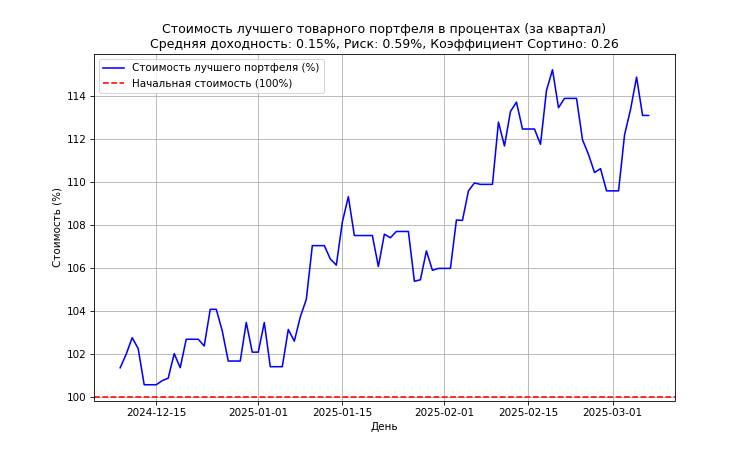 Стоимость лучшего товарного портфеля в процентах (за квартал)
Средняя доходность: 0.15%, Риск: 0.59%, Коэффициент Сортино: 0.26
Стоимость лучшего портфеля (%)
Начальная стоимость (100%)
Стоимость (%)
114
112
110
108
106
104
102
100
2024-12-15
2025-01-01
2025-01-15
2025-02-01
2025-02-15
2025-03-01
День